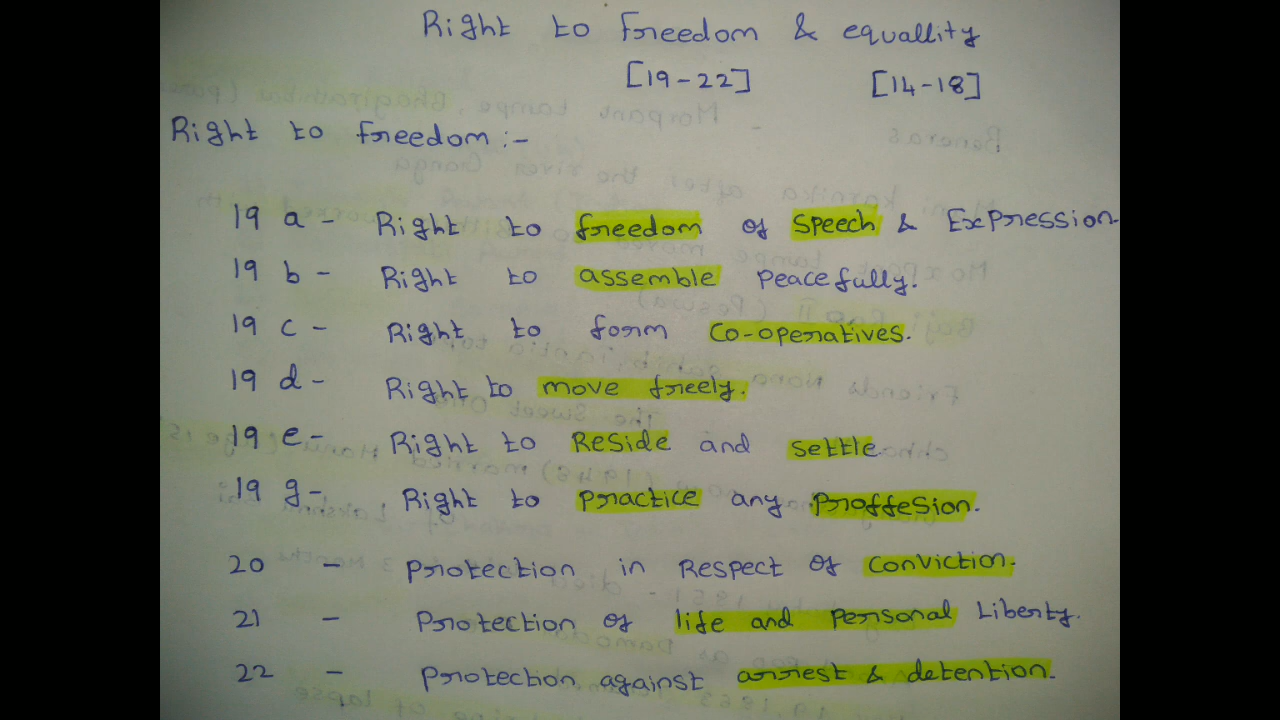 Right to freedom & equallity
[19-22] [14-18]
Right to freedom :-
19 a - Right to freedom of speech & Expression.
19 b - Right to assemble peacefully.
19 c - Right to form co-operatives.
19 d - Right to move freely.
19 e - Right to Reside and settle.
19 g - Right to practice any proffesion.
20 - Protection in Respect of conviction.
21 - Protection of life and personal Liberty.
22 - Protection against arrest & detention.